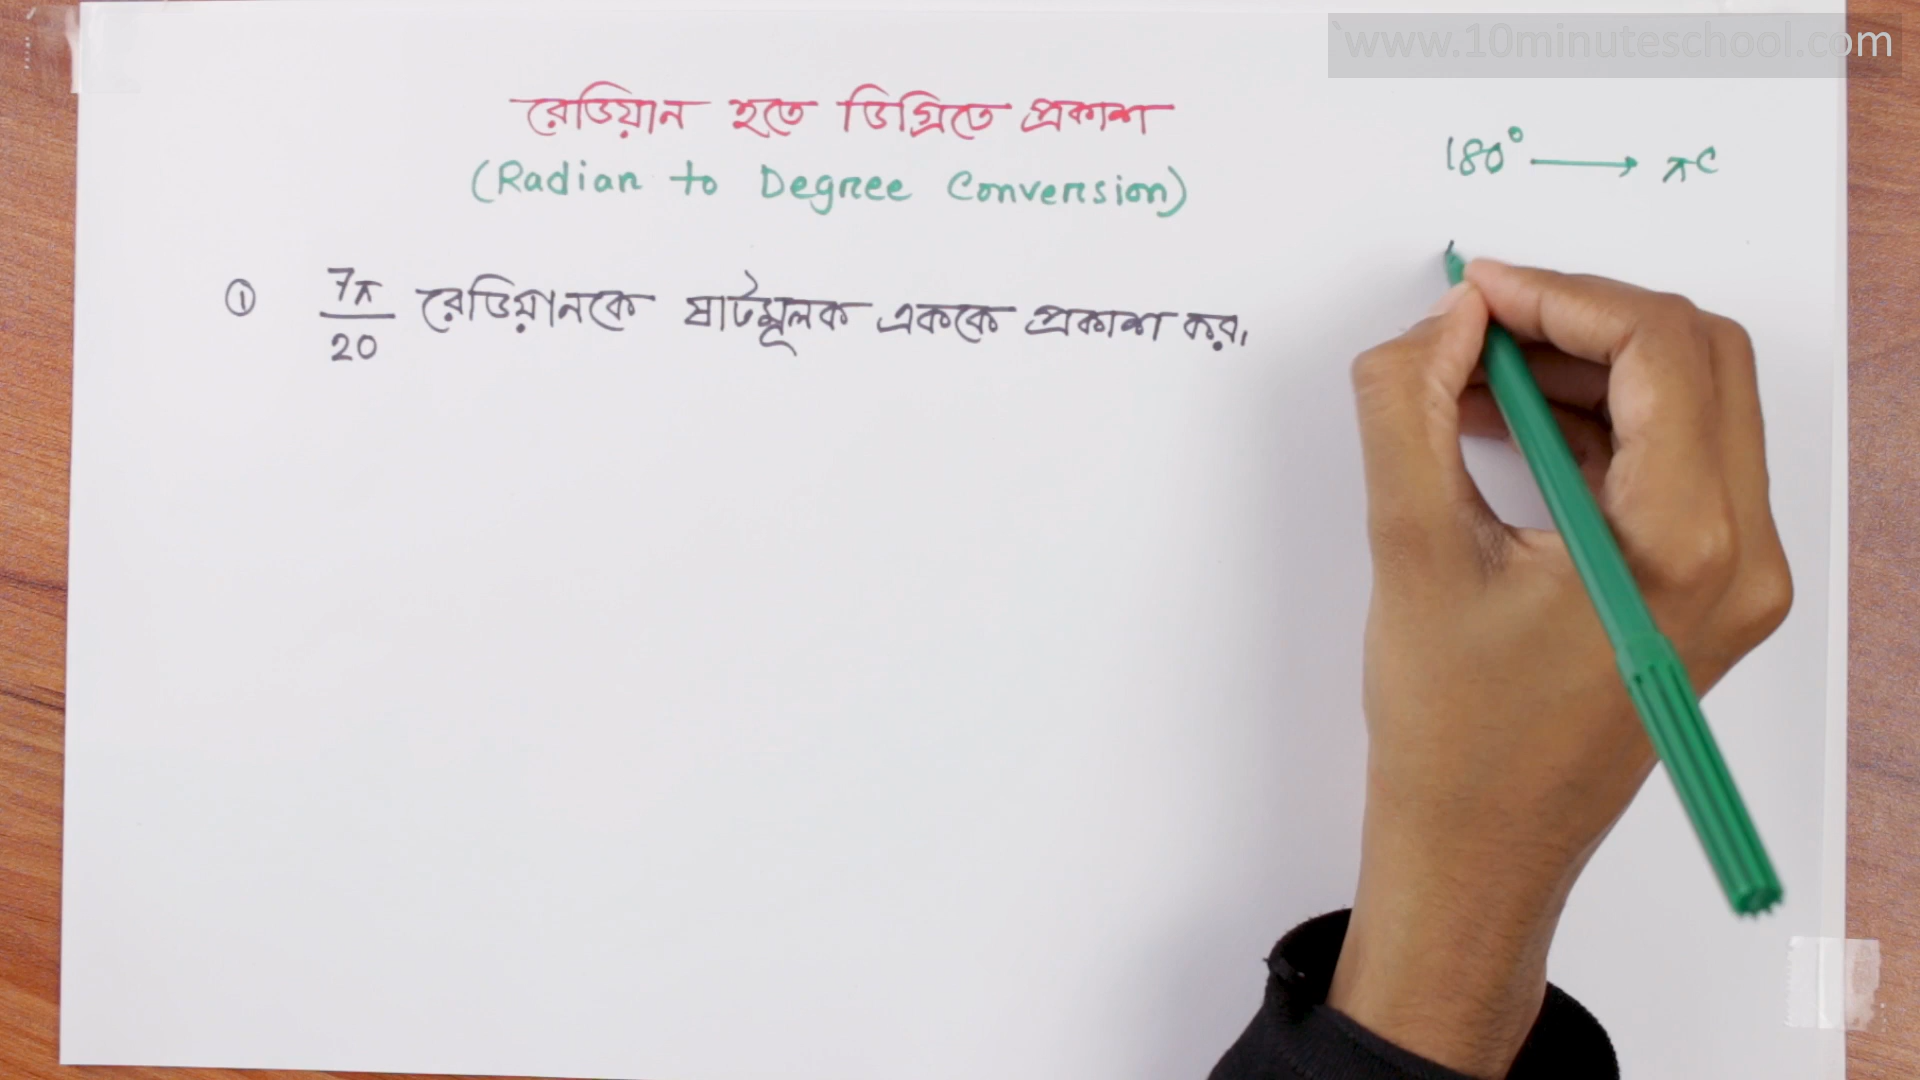 `www.10minuteschool.com
রেডিয়ান হতে ডিগ্রিতে প্রকাশ
(Radian to Degree Conversion)
180° → πᶜ
① 7π/20 রেডিয়ানকে ষাটমূলক এককে প্রকাশ কর।